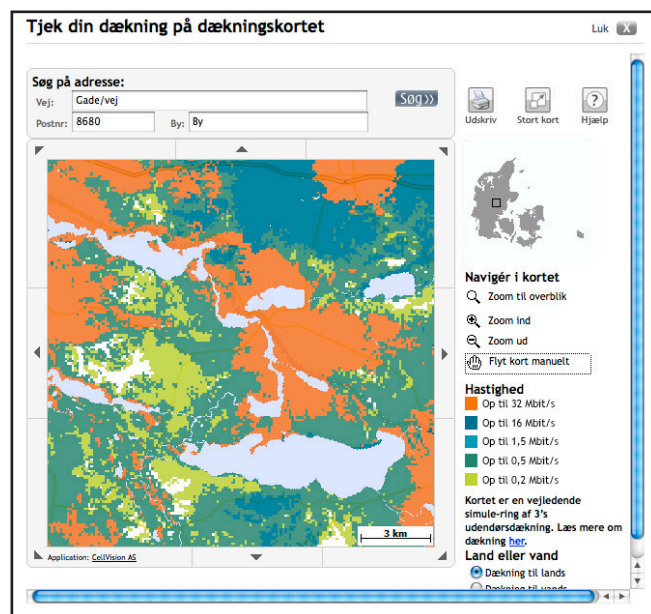 Tjek din dækning på dækningskortet
Luk X
Søg på adresse:
Vej: Gade/vej
Søg»
Postnr: 8680 By: By
Udskriv Stort kort Hjælp
Navigér i kortet
Zoom til overblik
Zoom ind
Zoom ud
Flyt kort manuelt
Hastighed
Op til 32 Mbit/s
Op til 16 Mbit/s
Op til 1,5 Mbit/s
Op til 0,5 Mbit/s
Op til 0,2 Mbit/s
Kortet er en vejledende
simule-ring af 3's
udendørsdækning. Læs mere om
dækning her.
Land eller vand
Dækning til lands
Dækning til vands
3 km
Application: CellVision AS